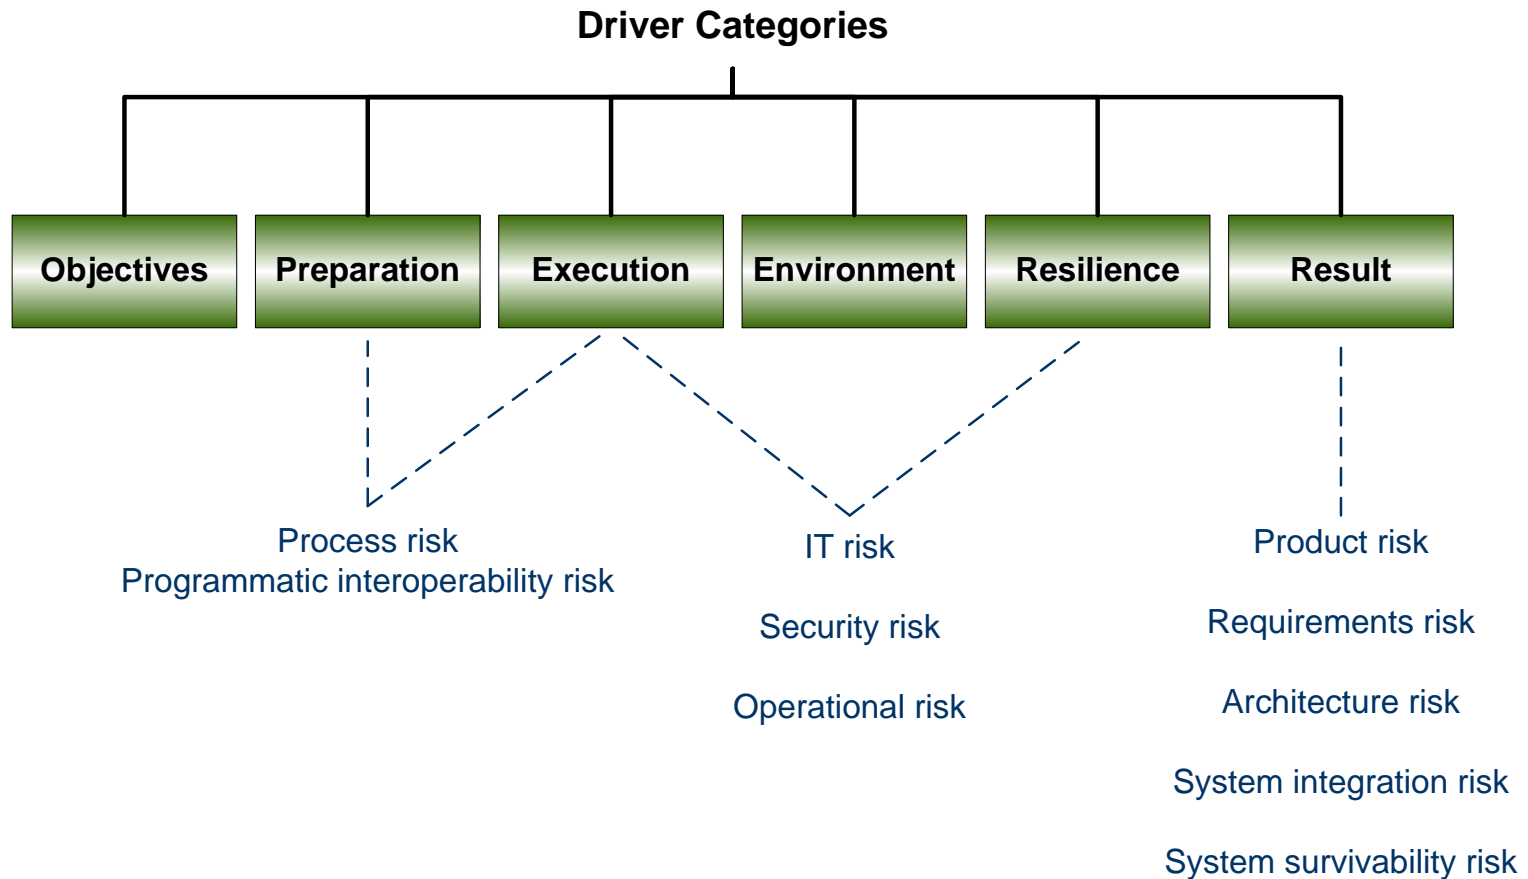 Driver Categories
Objectives
Preparation
Execution
Environment
Resilience
Result
Process risk
Programmatic interoperability risk
IT risk
Security risk
Operational risk
Product risk
Requirements risk
Architecture risk
System integration risk
System survivability risk